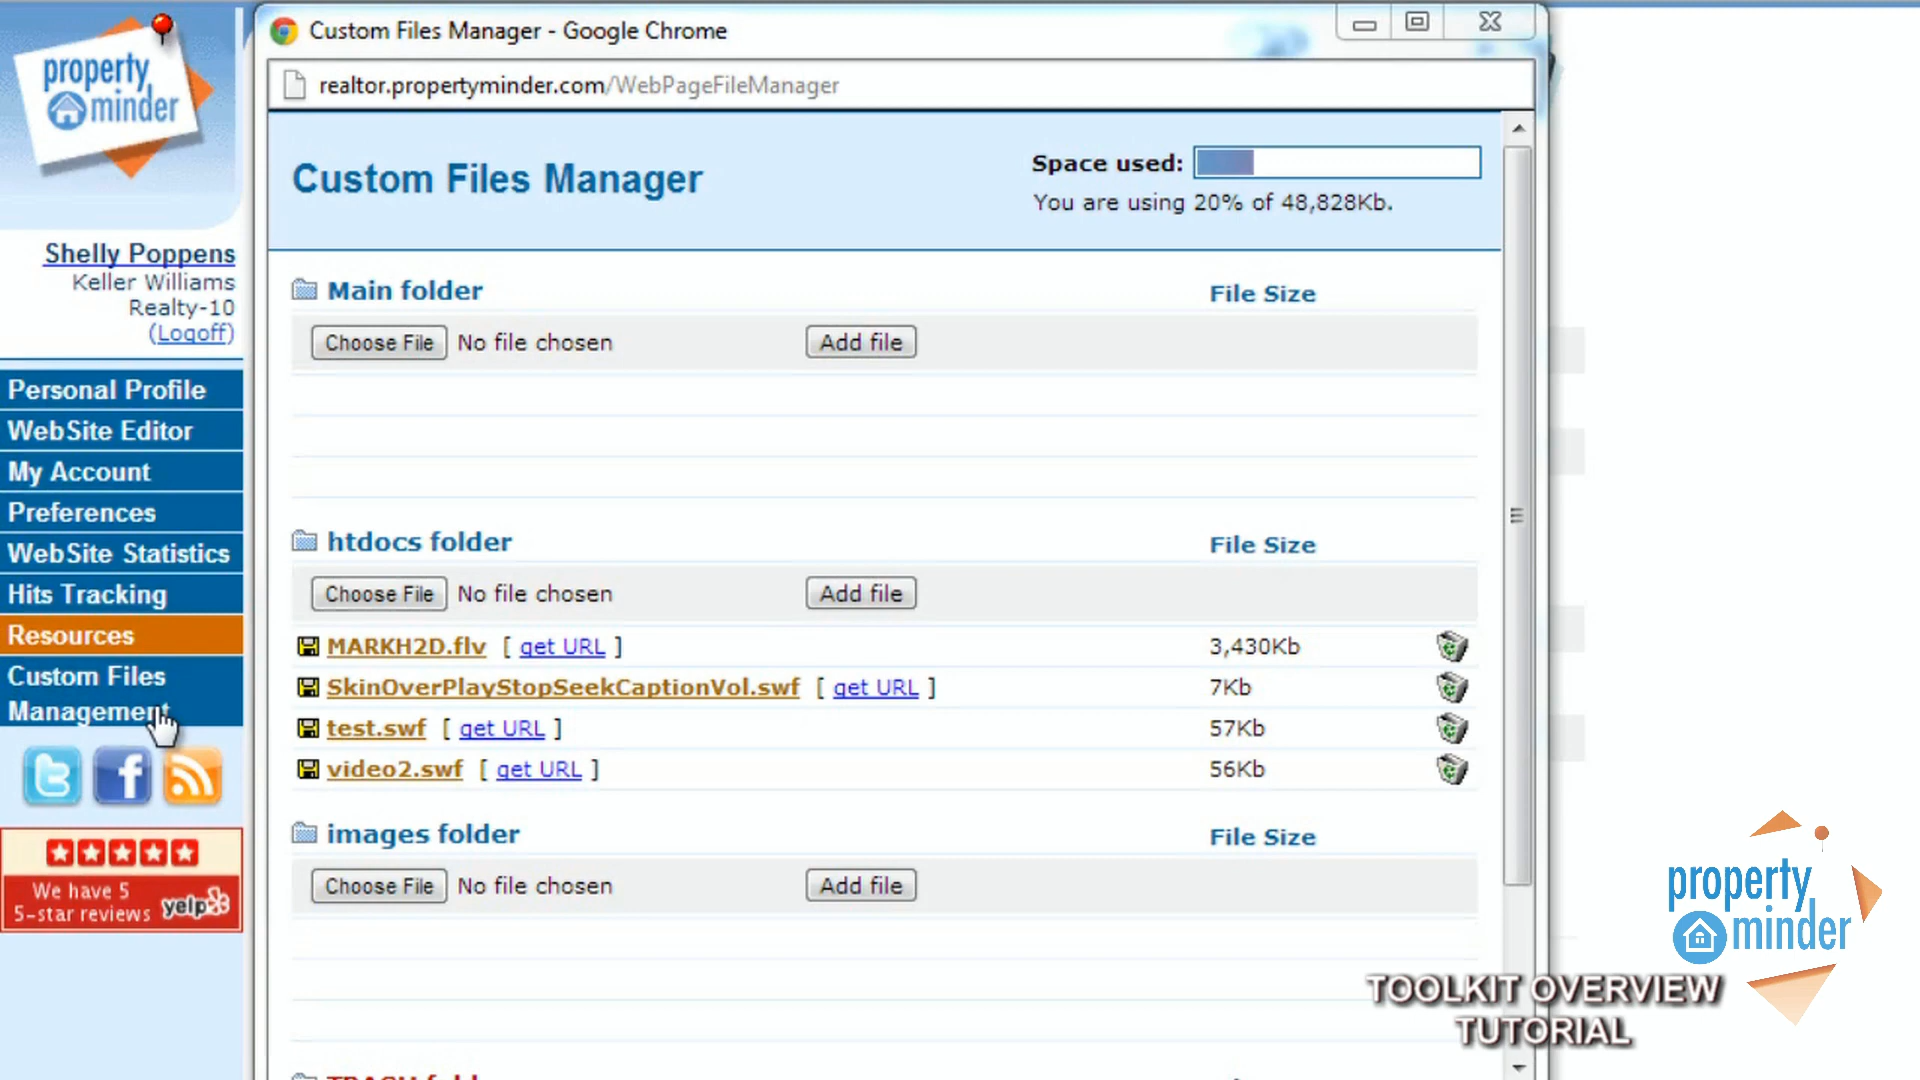 property
minder
Shelly Poppens
Keller Williams
Realty-10
(Logoff)
Personal Profile
WebSite Editor
My Account
Preferences
WebSite Statistics
Hits Tracking
Resources
Custom Files
Management
We have 5
5-star reviews
yelp
Custom Files Manager - Google Chrome
realtor.propertyminder.com/WebPageFileManager
Custom Files Manager
Space used:
You are using 20% of 48,828Kb.
Main folder File Size
Choose File No file chosen Add file
htdocs folder File Size
Choose File No file chosen Add file
MARKH2D.flv [ get URL ] 3,430Kb
SkinOverPlayStopSeekCaptionVol.swf [ get URL ] 7Kb
test.swf [ get URL ] 57Kb
video2.swf [ get URL ] 56Kb
images folder File Size
Choose File No file chosen Add file
property
minder
TOOLKIT OVERVIEW
TUTORIAL